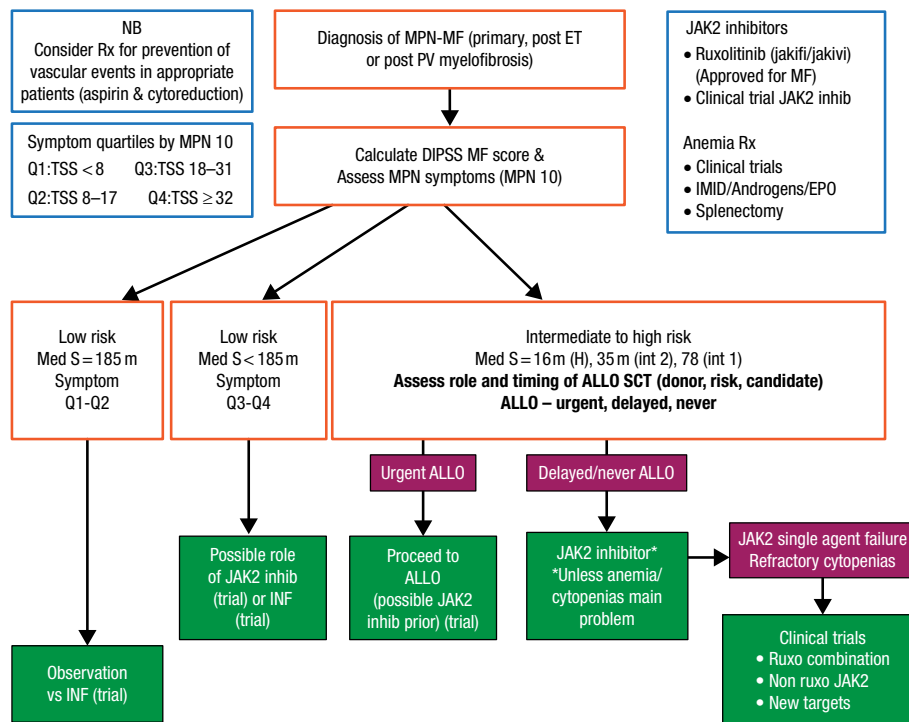 NB
Consider Rx for prevention of
vascular events in appropriate
patients (aspirin & cytoreduction)
Diagnosis of MPN-MF (primary, post ET
or post PV myelofibrosis)
JAK2 inhibitors
• Ruxolitinib (jakifi/jakivi)
(Approved for MF)
• Clinical trial JAK2 inhib
Anemia Rx
• Clinical trials
• IMID/Androgens/EPO
• Splenectomy
Symptom quartiles by MPN 10
Q1:TSS < 8 Q3:TSS 18–31
Q2:TSS 8–17 Q4:TSS ≥ 32
Calculate DIPSS MF score &
Assess MPN symptoms (MPN 10)
Low risk
Med S = 185 m
Symptom
Q1-Q2
Low risk
Med S < 185 m
Symptom
Q3-Q4
Intermediate to high risk
Med S = 16 m (H), 35 m (int 2), 78 (int 1)
Assess role and timing of ALLO SCT (donor, risk, candidate)
ALLO – urgent, delayed, never
Urgent ALLO
Delayed/never ALLO
Possible role
of JAK2 inhib
(trial) or INF
(trial)
Proceed to
ALLO
(possible JAK2
inhib prior) (trial)
JAK2 inhibitor*
*Unless anemia/
cytopenias main
problem
JAK2 single agent failure
Refractory cytopenias
Observation
vs INF (trial)
Clinical trials
• Ruxo combination
• Non ruxo JAK2
• New targets